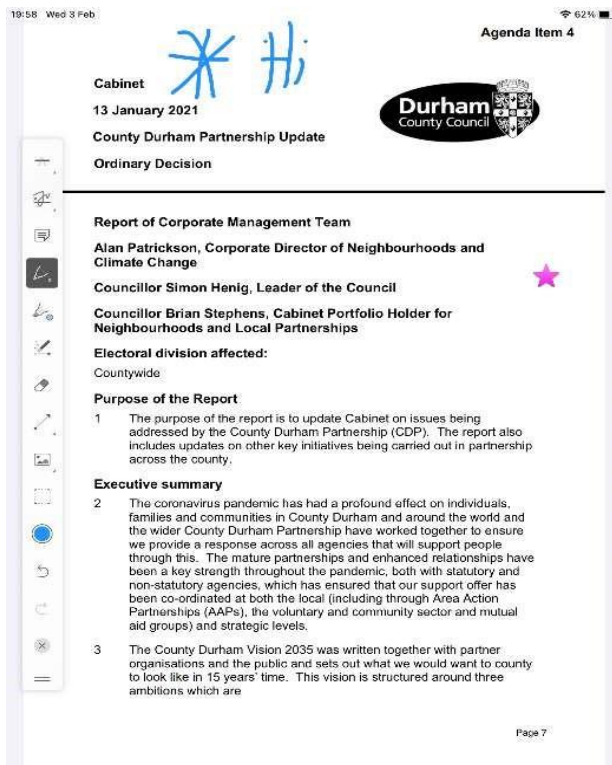 19:58 Wed 3 Feb
62%
Agenda Item 4
Hi
Cabinet
13 January 2021
County Durham Partnership Update
Ordinary Decision
Durham
County Council
Report of Corporate Management Team
Alan Patrickson, Corporate Director of Neighbourhoods and
Climate Change
Councillor Simon Henig, Leader of the Council
Councillor Brian Stephens, Cabinet Portfolio Holder for
Neighbourhoods and Local Partnerships
Electoral division affected:
Countywide
Purpose of the Report
1 The purpose of the report is to update Cabinet on issues being
addressed by the County Durham Partnership (CDP). The report also
includes updates on other key initiatives being carried out in partnership
across the county.
Executive summary
2 The coronavirus pandemic has had a profound effect on individuals,
families and communities in County Durham and around the world and
the wider County Durham Partnership have worked together to ensure
we provide a response across all agencies that will support people
through this. The mature partnerships and enhanced relationships have
been a key strength throughout the pandemic, both with statutory and
non-statutory agencies, which has ensured that our support offer has
been co-ordinated at both the local (including through Area Action
Partnerships (AAPs), the voluntary and community sector and mutual
aid groups) and strategic levels.
3 The County Durham Vision 2035 was written together with partner
organisations and the public and sets out what we would want to county
to look like in 15 years' time. This vision is structured around three
ambitions which are
Page 7